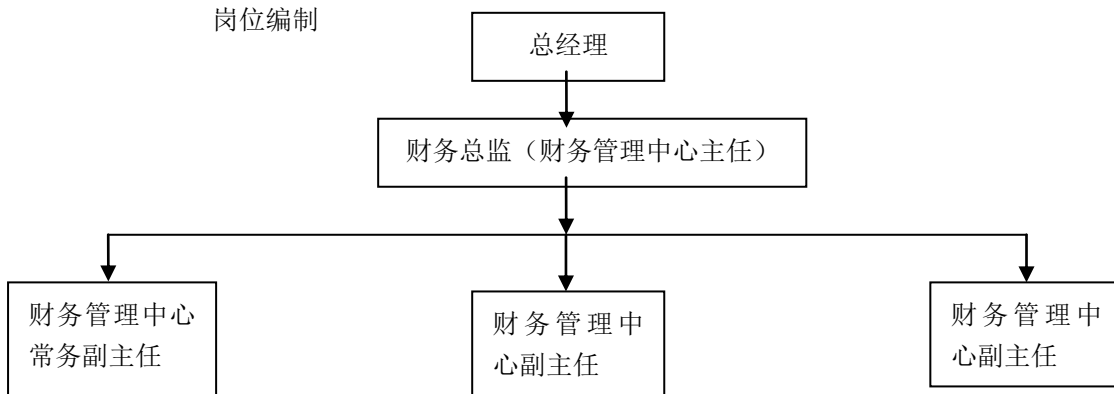 岗位编制
总经理
财务总监（财务管理中心主任）
财务管理中心
常务副主任
财务管理中
心副主任
财务管理中
心副主任